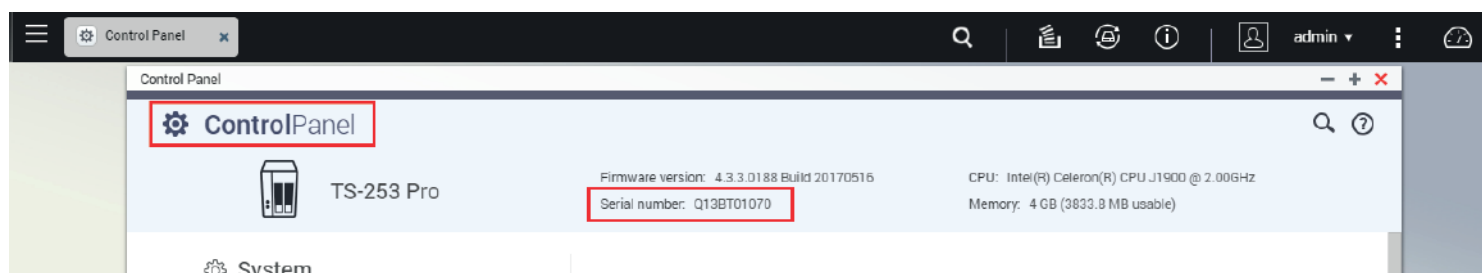 Control Panel
admin
Control Panel
ControlPanel
TS-253 Pro
Firmware version: 4.3.3.0188 Build 20170516
Serial number: Q13BT01070
CPU: Intel(R) Celeron(R) CPU J1900 @ 2.00GHz
Memory: 4 GB (3833.8 MB usable)
System